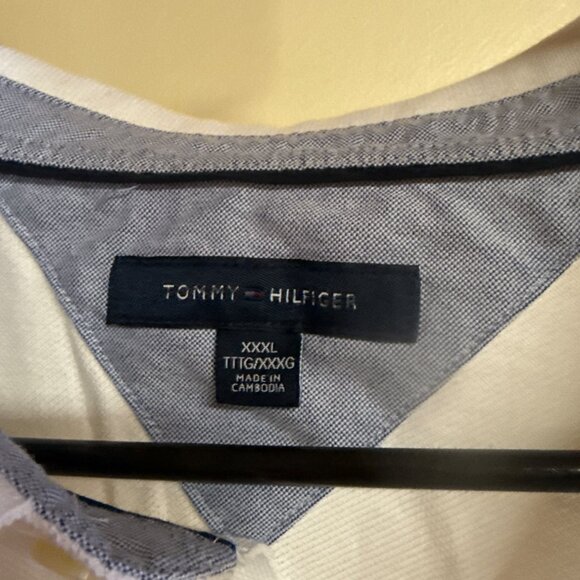 TOMMY HILFIGER
XXXL
TTTG/XXXG
MADE IN
CAMBODIA